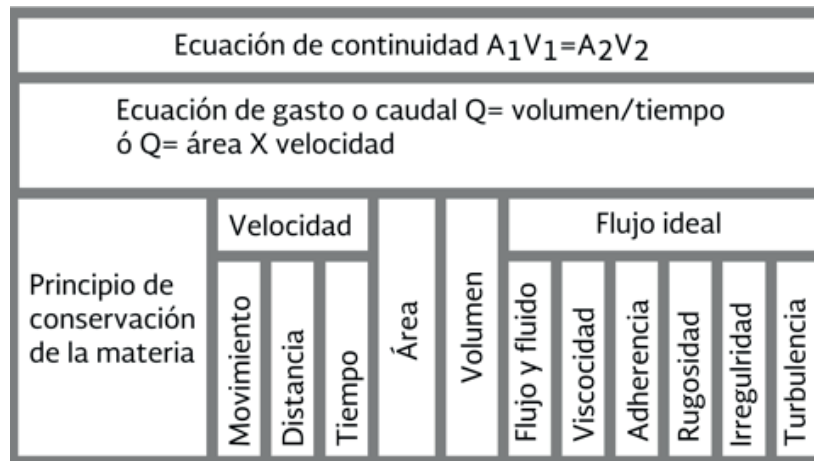 Ecuación de continuidad A1V1=A2V2
Ecuación de gasto o caudal Q= volumen/tiempo
ó Q= área X velocidad
Principio de
conservación
de la materia
Velocidad
Movimiento
Distancia
Tiempo
Área
Volumen
Flujo ideal
Flujo y fluido
Viscocidad
Adherencia
Rugosidad
Irregulridad
Turbulencia